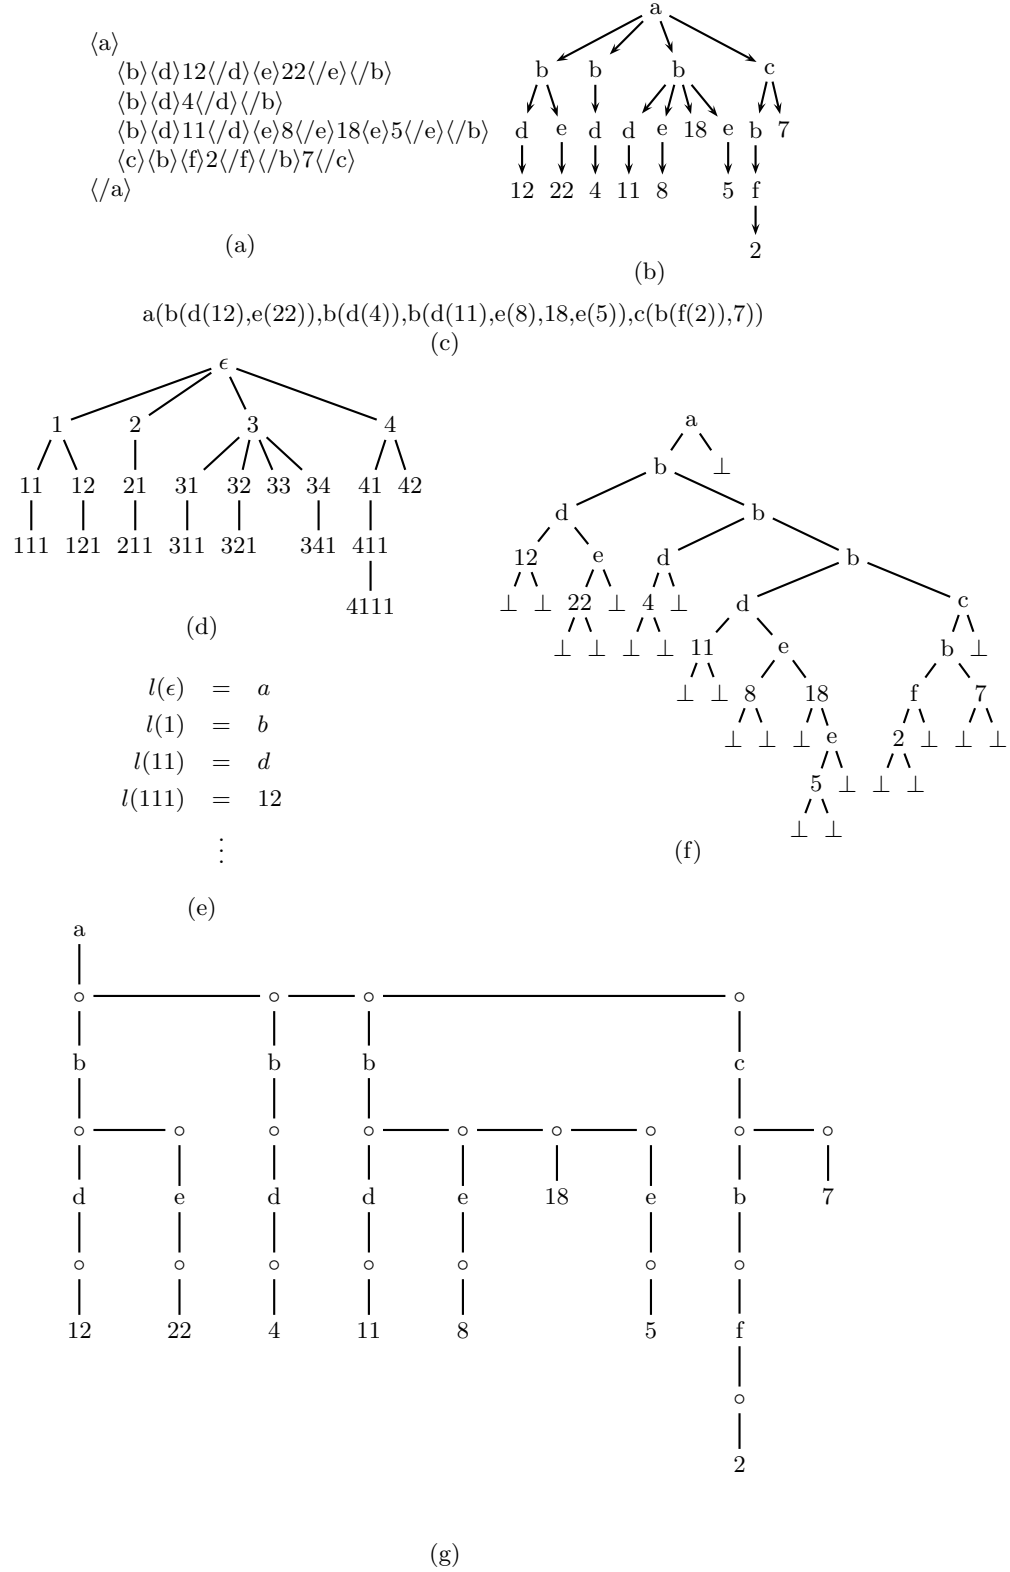 ⟨a⟩
⟨b⟩⟨d⟩12⟨/d⟩⟨e⟩22⟨/e⟩⟨/b⟩
⟨b⟩⟨d⟩4⟨/d⟩⟨/b⟩
⟨b⟩⟨d⟩11⟨/d⟩⟨e⟩8⟨/e⟩18⟨e⟩5⟨/e⟩⟨/b⟩
⟨c⟩⟨b⟩⟨f⟩2⟨/f⟩⟨/b⟩7⟨/c⟩
⟨/a⟩
(a)
a
b b b c
d e d d e 18 e b 7
12 22 4 11 8 5 f
2
(b)
a(b(d(12),e(22)),b(d(4)),b(d(11),e(8),18,e(5)),c(b(f(2)),7))
(c)
ϵ
1 2 3 4
11 12 21 31 32 33 34 41 42
111 121 211 311 321 341 411
4111
(d)
l(ϵ) = a
l(1) = b
l(11) = d
l(111) = 12
⋮
(e)
a
b ⊥
d b
12 e d b
⊥ ⊥ 22 ⊥ 4 ⊥ d c
⊥ ⊥ ⊥ ⊥ 11 e b ⊥
⊥ ⊥ 8 18 f 7
⊥ ⊥ ⊥ e 2 ⊥ ⊥ ⊥
5 ⊥ ⊥ ⊥
⊥ ⊥
(f)
a
b b b c
d e d d e 18 e b 7
12 22 4 11 8 5 f
2
(g)